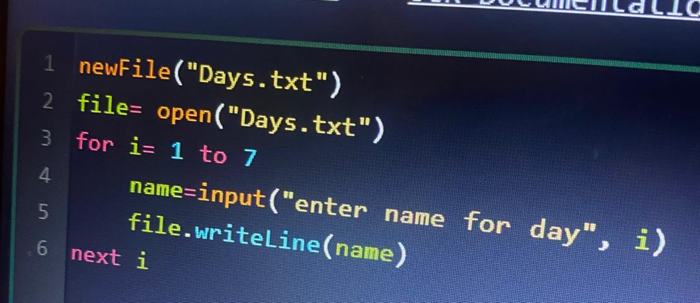 1 newFile("Days.txt")
2 file= open("Days.txt")
3 for i= 1 to 7
4 name=input("enter name for day", i)
5 file.writeLine(name)
6 next i